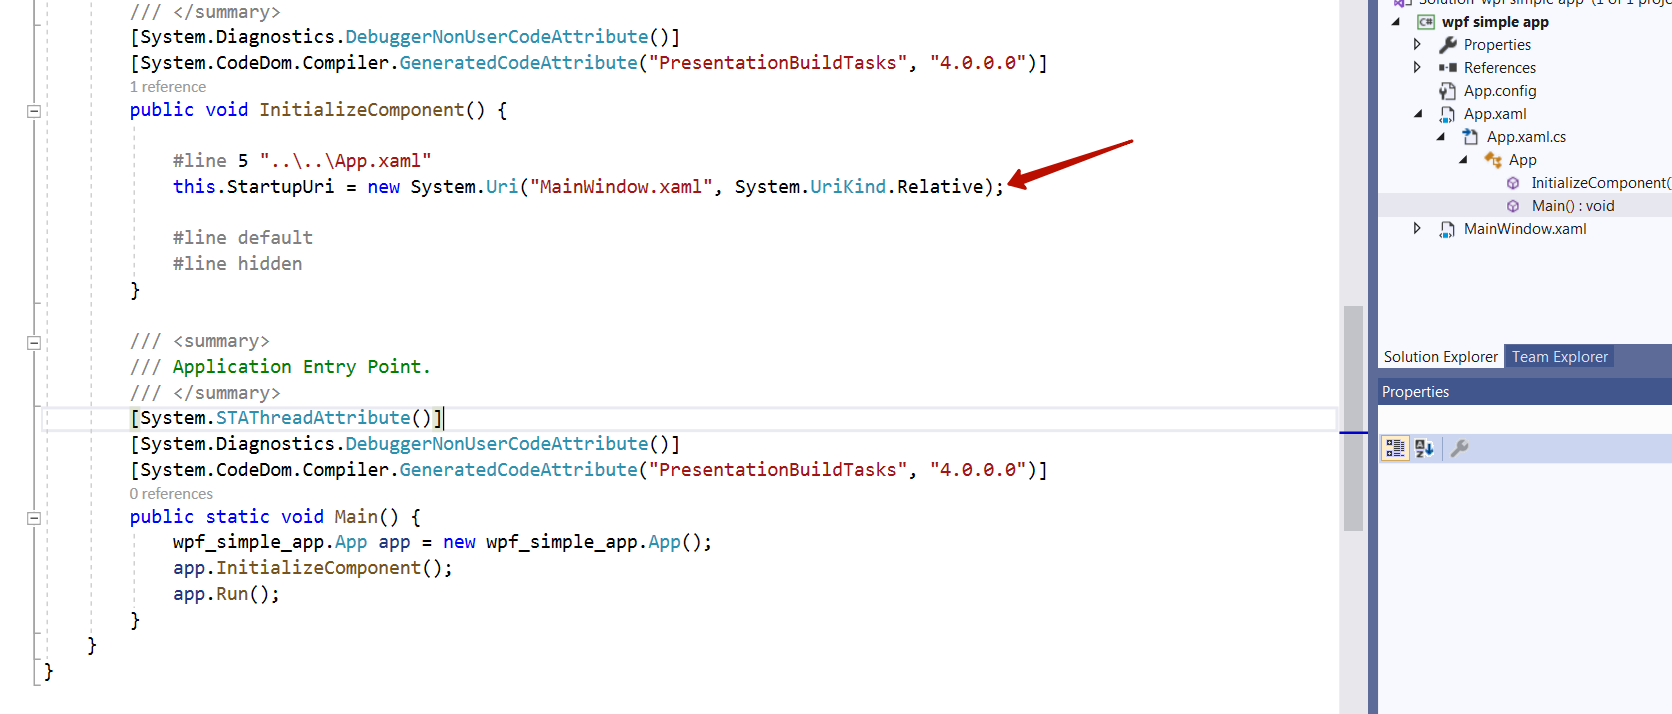 /// </summary>
[System.Diagnostics.DebuggerNonUserCodeAttribute()]
[System.CodeDom.Compiler.GeneratedCodeAttribute("PresentationBuildTasks", "4.0.0.0")]
1 reference
public void InitializeComponent() {
#line 5 "..\..\App.xaml"
this.StartupUri = new System.Uri("MainWindow.xaml", System.UriKind.Relative);
#line default
#line hidden
}
/// <summary>
/// Application Entry Point.
/// </summary>
[System.STAThreadAttribute()]
[System.Diagnostics.DebuggerNonUserCodeAttribute()]
[System.CodeDom.Compiler.GeneratedCodeAttribute("PresentationBuildTasks", "4.0.0.0")]
0 references
public static void Main() {
wpf_simple_app.App app = new wpf_simple_app.App();
app.InitializeComponent();
app.Run();
}
}
}
Solution 'wpf simple app' (1 of 1 proje
C# wpf simple app
Properties
References
App.config
App.xaml
App.xaml.cs
App
InitializeComponent(
Main() : void
MainWindow.xaml
Solution Explorer Team Explorer
Properties